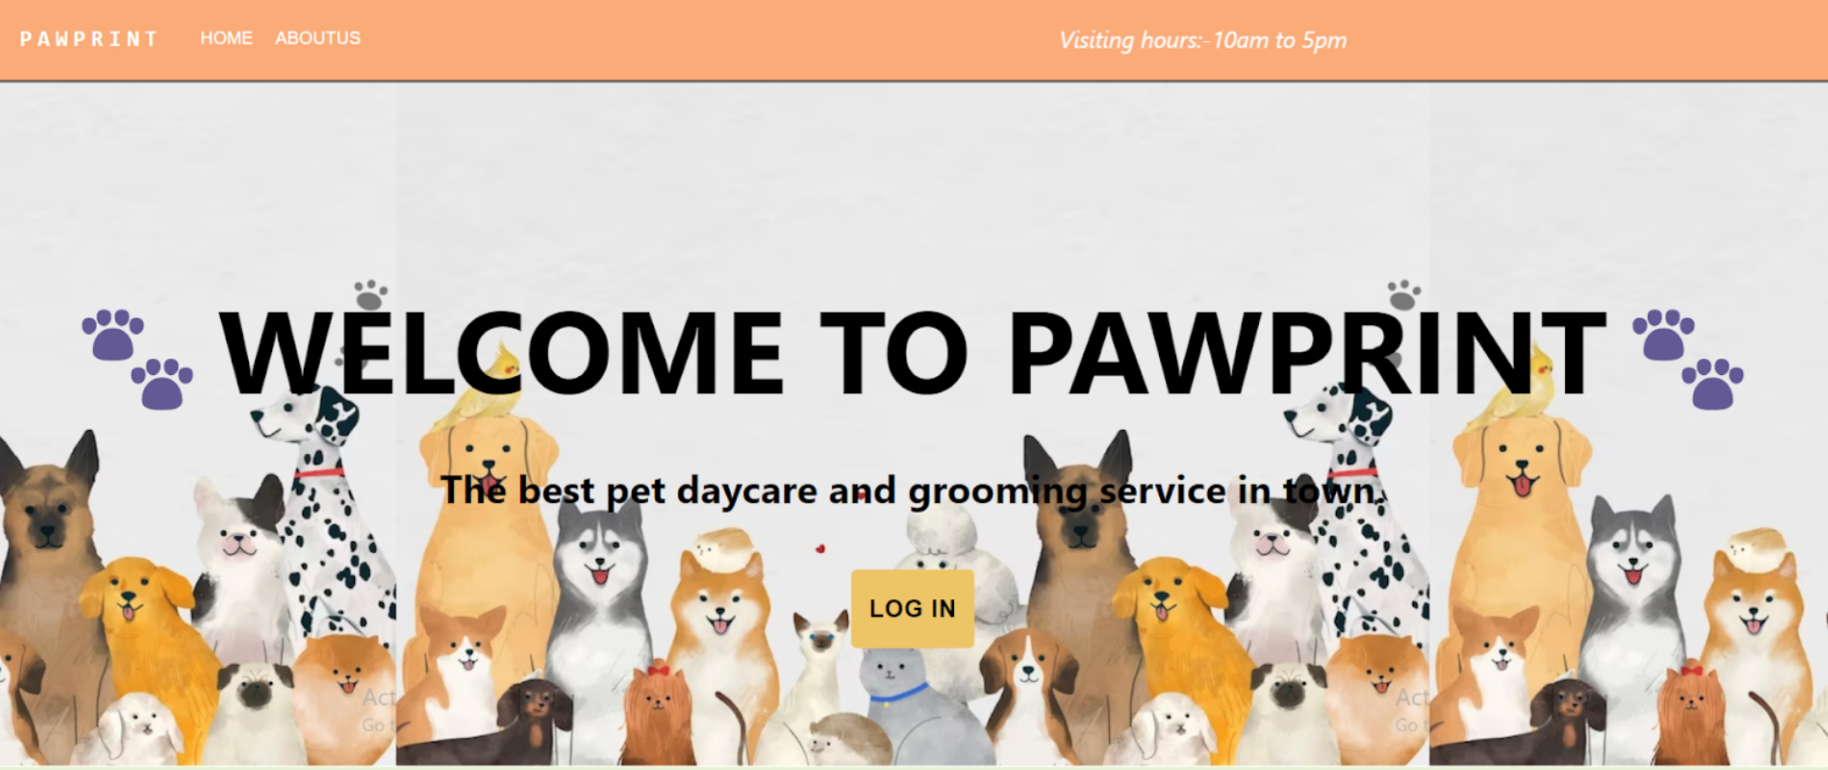 PAWPRINT HOME ABOUTUS Visiting hours:-10am to 5pm
WELCOME TO PAWPRINT
The best pet daycare and grooming service in town.
LOG IN
Act
Go t
Act
Go t